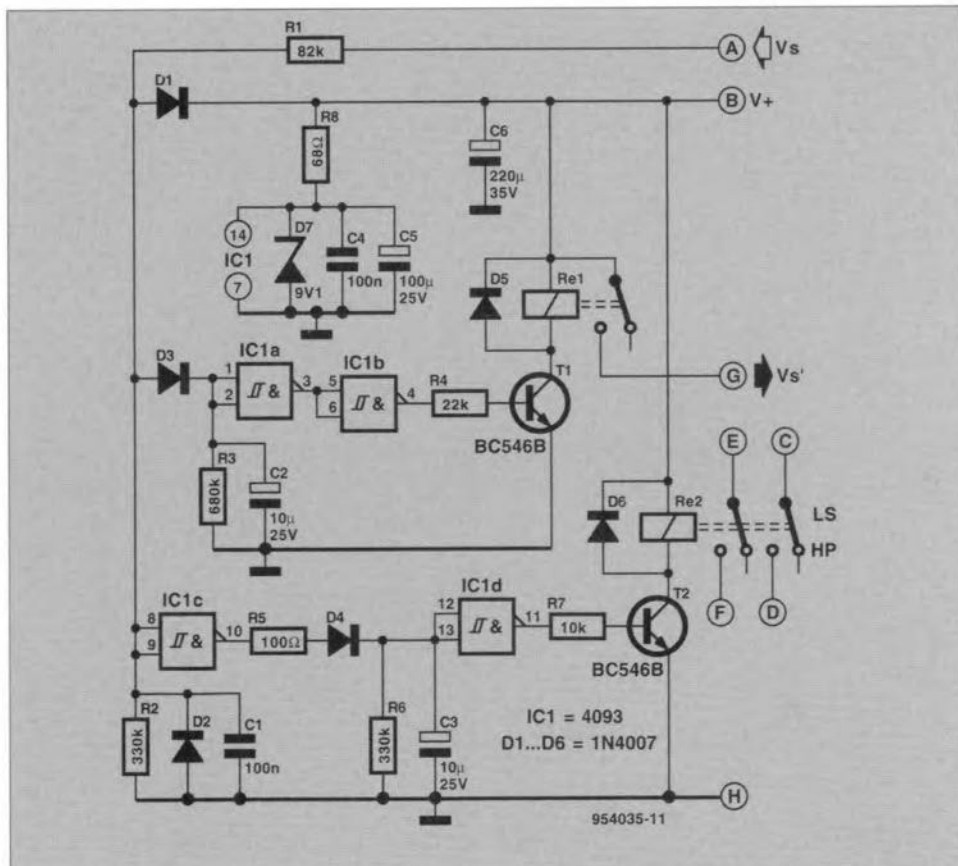 R1
82k
A
Vs
D1
B
V+
R8
68Ω
C6
220µ
35V
14
IC1
7
D7
9V1
C4
100n
C5
100µ
25V
D5
Re1
G
Vs'
D3
IC1a
1
2
&
3
IC1b
5
6
&
4
R4
22k
T1
BC546B
R3
680k
C2
10µ
25V
E
C
D6
Re2
LS
HP
F
D
IC1c
8
9
&
10
R5
100Ω
D4
IC1d
12
13
&
11
R7
10k
T2
BC546B
R2
330k
D2
C1
100n
R6
330k
C3
10µ
25V
IC1 = 4093
D1...D6 = 1N4007
H
954035-11